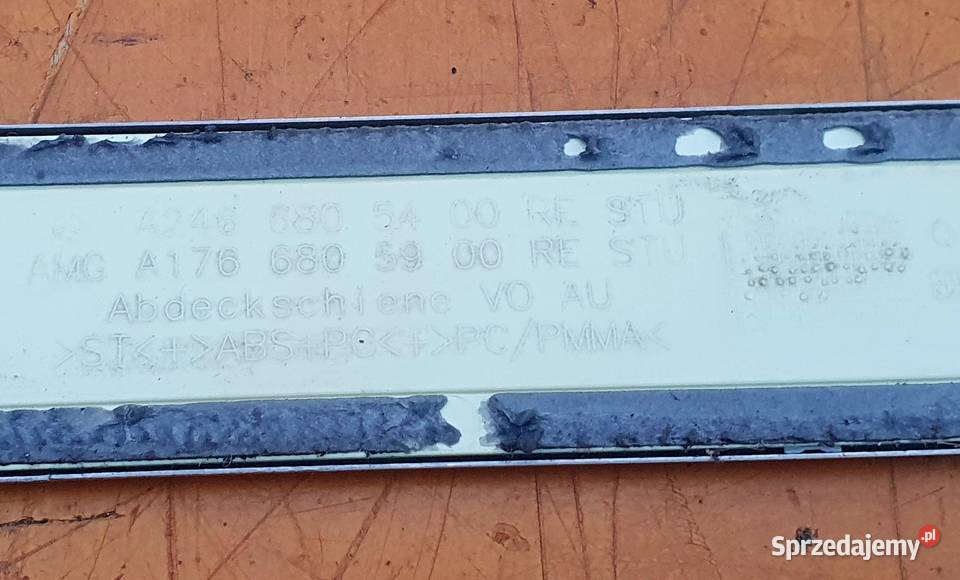 A246 680 54 00 RE STU
AMG A176 680 59 00 RE STU
Abdeckschiene VO AU
>ST<+>ABS+PC<+>PC/PMMA<
Sprzedajemy.pl